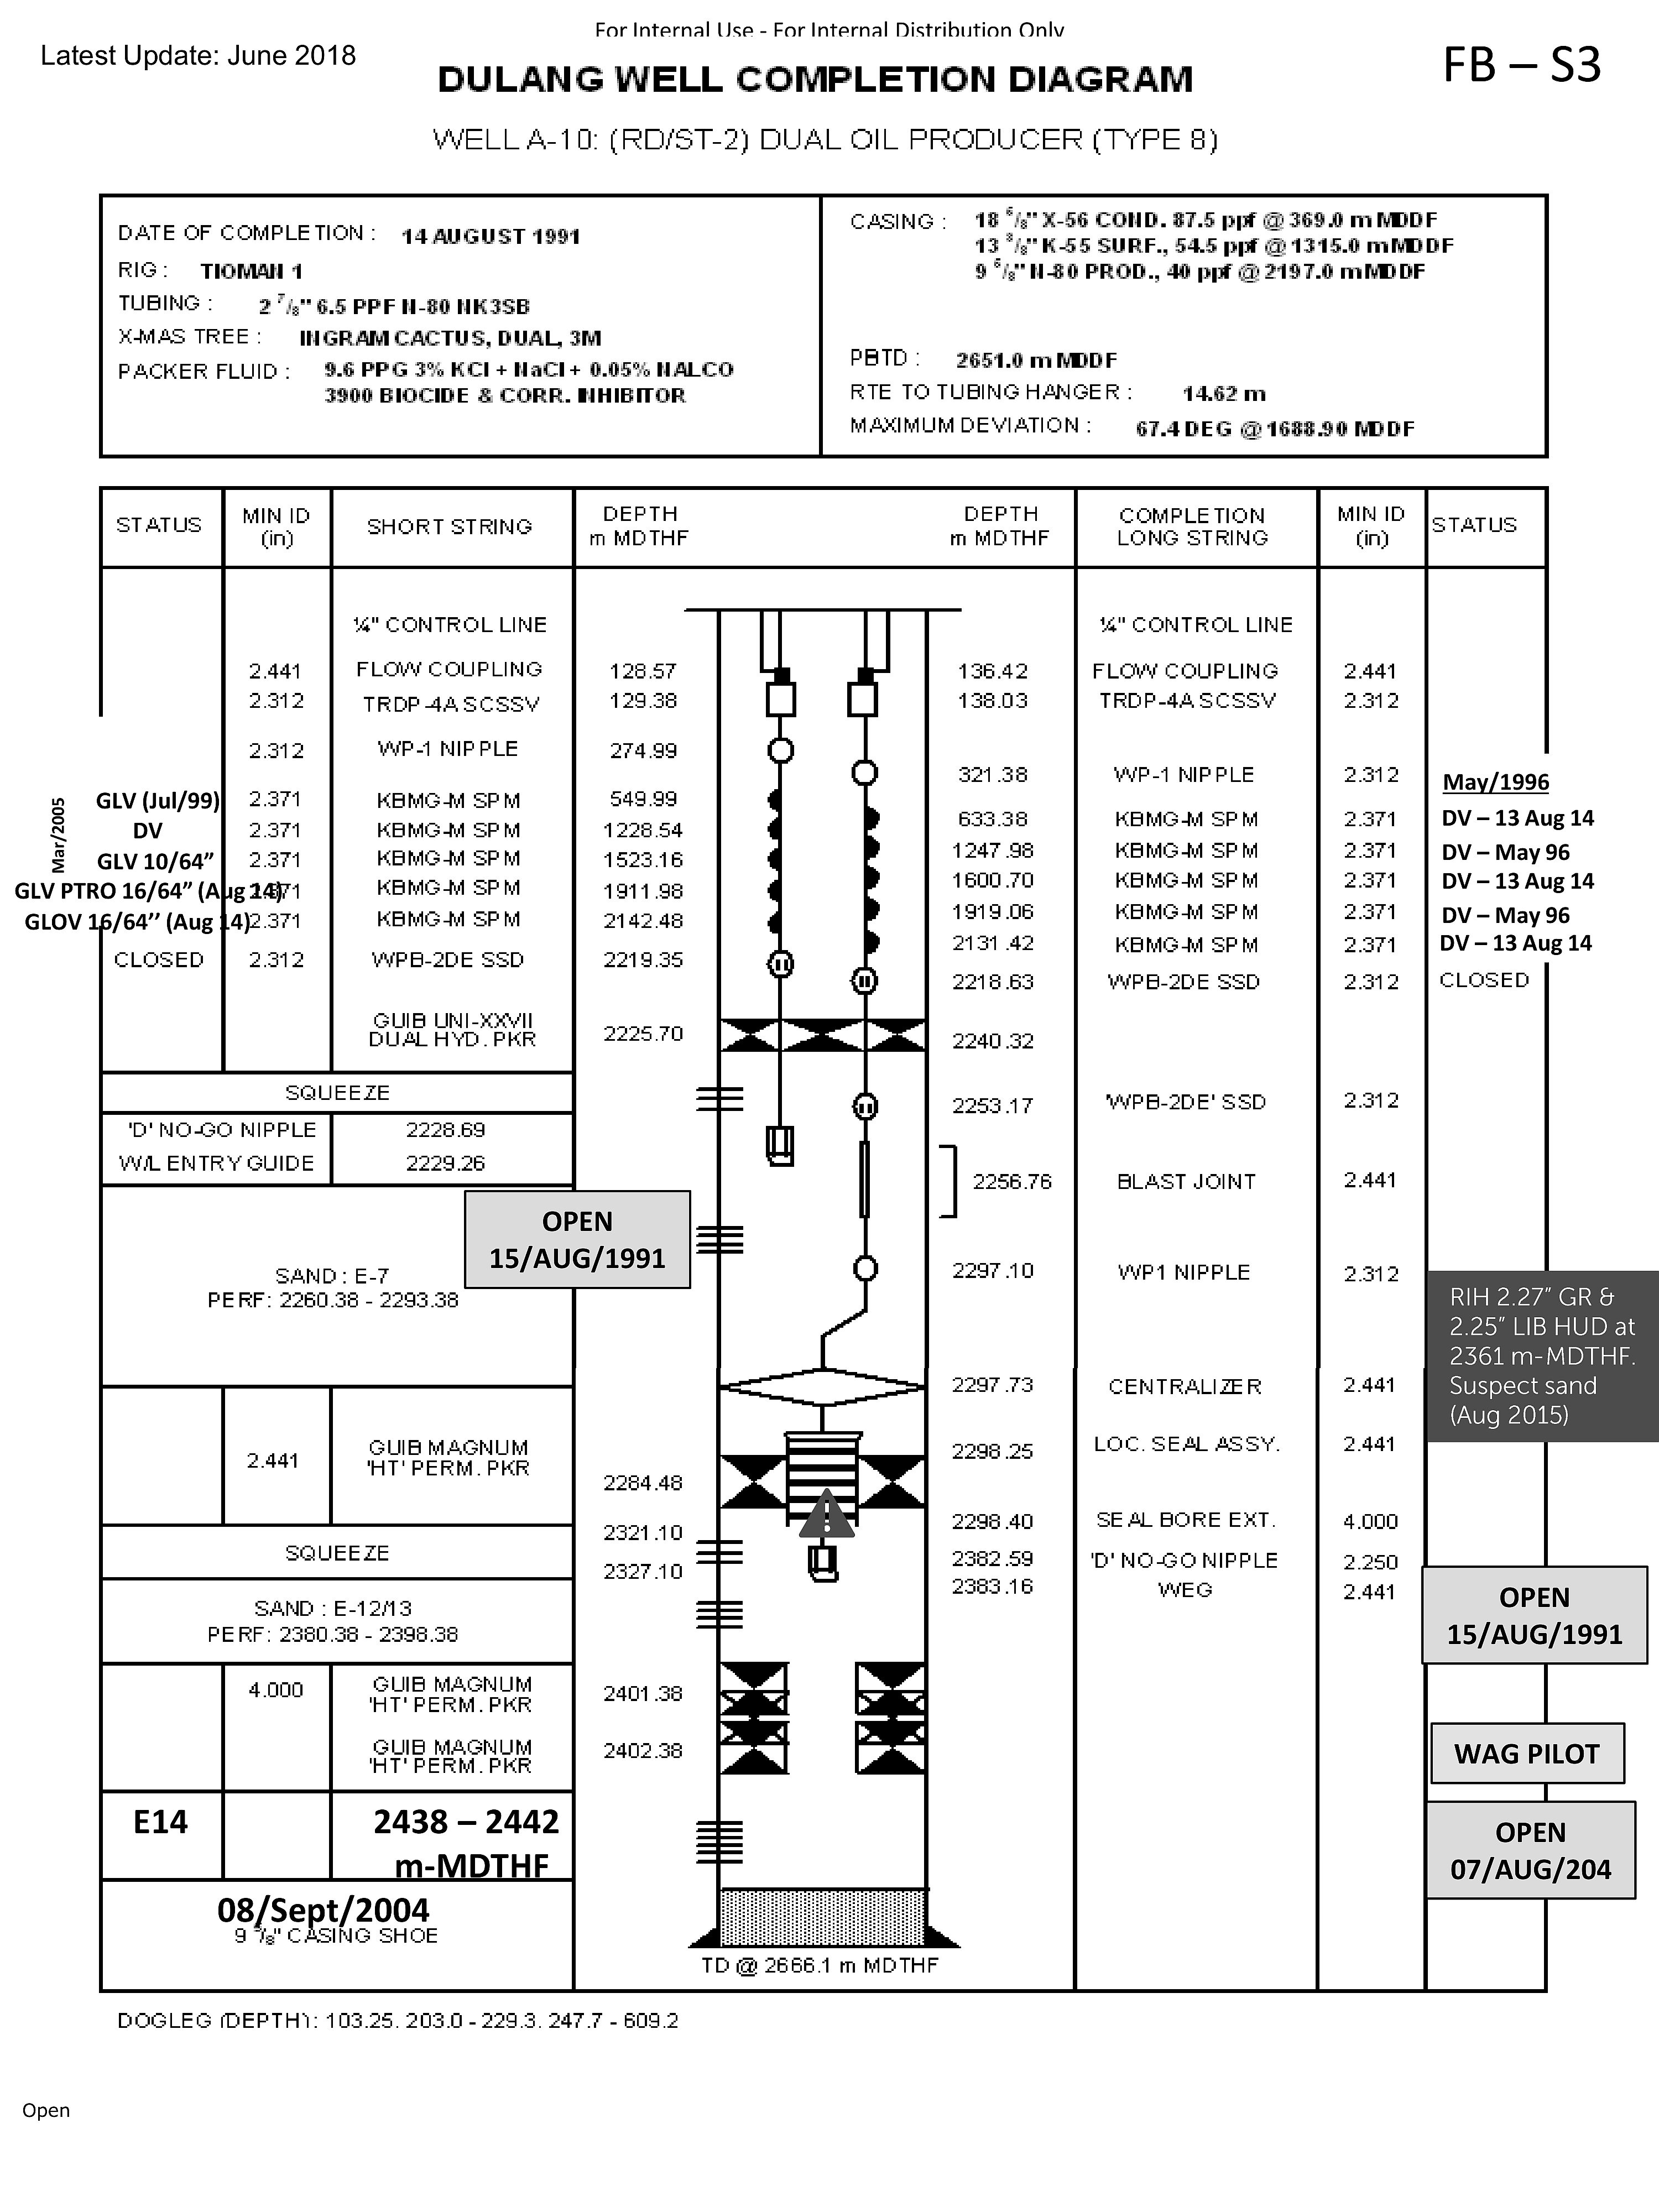 For Internal Use - For Internal Distribution Only
Latest Update: June 2018
FB – S3
DULANG WELL COMPLETION DIAGRAM
WELL A-10: (RD/ST-2) DUAL OIL PRODUCER (TYPE 8)
DATE OF COMPLETION : 14 AUGUST 1991
RIG : TIOMAN 1
TUBING : 2 7/8" 6.5 PPF N-80 NK3SB
X-MAS TREE : INGRAM CACTUS, DUAL, 3M
PACKER FLUID : 9.6 PPG 3% KCl + NaCl + 0.05% NALCO
3900 BIOCIDE & CORR. INHIBITOR
CASING : 18 5/8" X-56 COND. 87.5 ppf @ 369.0 m MDDF
13 3/8" K-55 SURF., 54.5 ppf @ 1315.0 m MDDF
9 5/8" N-80 PROD., 40 ppf @ 2197.0 m MDDF
PBTD : 2651.0 m MDDF
RTE TO TUBING HANGER : 14.62 m
MAXIMUM DEVIATION : 67.4 DEG @ 1688.90 MDDF
STATUS MIN ID (in) SHORT STRING DEPTH m MDTHF DEPTH m MDTHF COMPLETION LONG STRING MIN ID (in) STATUS
¼" CONTROL LINE ¼" CONTROL LINE
2.441 FLOW COUPLING 128.57 136.42 FLOW COUPLING 2.441
2.312 TRDP-4A SCSSV 129.38 138.03 TRDP-4A SCSSV 2.312
2.312 WP-1 NIPPLE 274.99
321.38 WP-1 NIPPLE 2.312 May/1996
Mar/2005
GLV (Jul/99) 2.371 KBMG-M SPM 549.99
633.38 KBMG-M SPM 2.371 DV – 13 Aug 14
DV 2.371 KBMG-M SPM 1228.54
1247.98 KBMG-M SPM 2.371 DV – May 96
GLV 10/64” 2.371 KBMG-M SPM 1523.16
1600.70 KBMG-M SPM 2.371 DV – 13 Aug 14
GLV PTRO 16/64” (Aug 14) 2.371 KBMG-M SPM 1911.98
1919.06 KBMG-M SPM 2.371 DV – May 96
GLOV 16/64’’ (Aug 14) 2.371 KBMG-M SPM 2142.48
2131.42 KBMG-M SPM 2.371 DV – 13 Aug 14
CLOSED 2.312 WPB-2DE SSD 2219.35
2218.63 WPB-2DE SSD 2.312 CLOSED
GUIB UNI-XXVII
DUAL HYD. PKR 2225.70
2240.32
SQUEEZE
2253.17 'WPB-2DE' SSD 2.312
'D' NO-GO NIPPLE 2228.69
W/L ENTRY GUIDE 2229.26
2256.76 BLAST JOINT 2.441
OPEN
15/AUG/1991
SAND : E-7
PERF: 2260.38 - 2293.38
2297.10 WP1 NIPPLE 2.312
RIH 2.27” GR &
2.25” LIB HUD at
2361 m-MDTHF.
Suspect sand
(Aug 2015)
2297.73 CENTRALIZER 2.441
2.441 GUIB MAGNUM
'HT' PERM. PKR
2284.48
2298.25 LOC. SEAL ASSY. 2.441
2298.40 SEAL BORE EXT. 4.000
SQUEEZE
2321.10
2327.10
2382.59 'D' NO-GO NIPPLE 2.250
2383.16 WEG 2.441
OPEN
15/AUG/1991
SAND : E-12/13
PERF: 2380.38 - 2398.38
4.000 GUIB MAGNUM
'HT' PERM. PKR
2401.38
GUIB MAGNUM
'HT' PERM. PKR
2402.38
WAG PILOT
E14 2438 – 2442
m-MDTHF
OPEN
07/AUG/204
08/Sept/2004
9 5/8" CASING SHOE
TD @ 2666.1 m MDTHF
DOGLEG (DEPTH): 103.25. 203.0 - 229.3. 247.7 - 609.2
Open